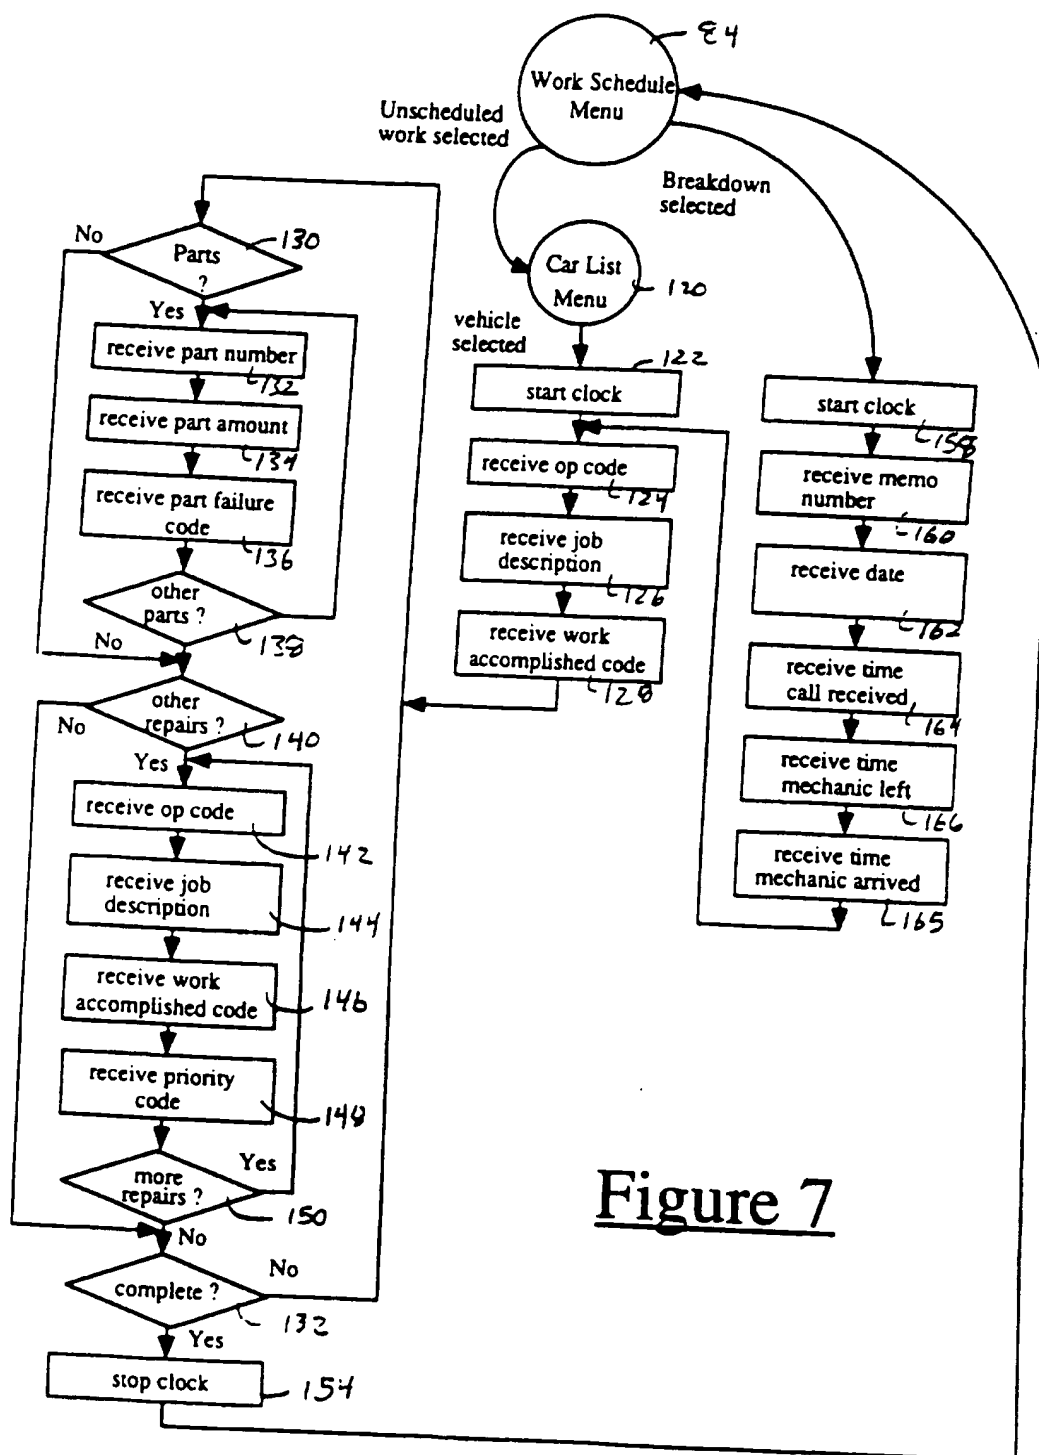 E4
Work Schedule
Menu
Unscheduled
work selected
Breakdown
selected
Car List
Menu
120
vehicle
selected
122
start clock
receive op code
124
receive job
description
126
receive work
accomplished code
128
start clock
158
receive memo
number
160
receive date
162
receive time
call received
164
receive time
mechanic left
166
receive time
mechanic arrived
165
No
Parts
?
130
Yes
receive part number
132
receive part amount
134
receive part failure
code
136
other
parts ?
138
No
other
repairs ?
140
No
Yes
receive op code
142
receive job
description
144
receive work
accomplished code
146
receive priority
code
148
more
repairs ?
Yes
150
No
complete ?
No
132
Yes
stop clock
154
Figure 7